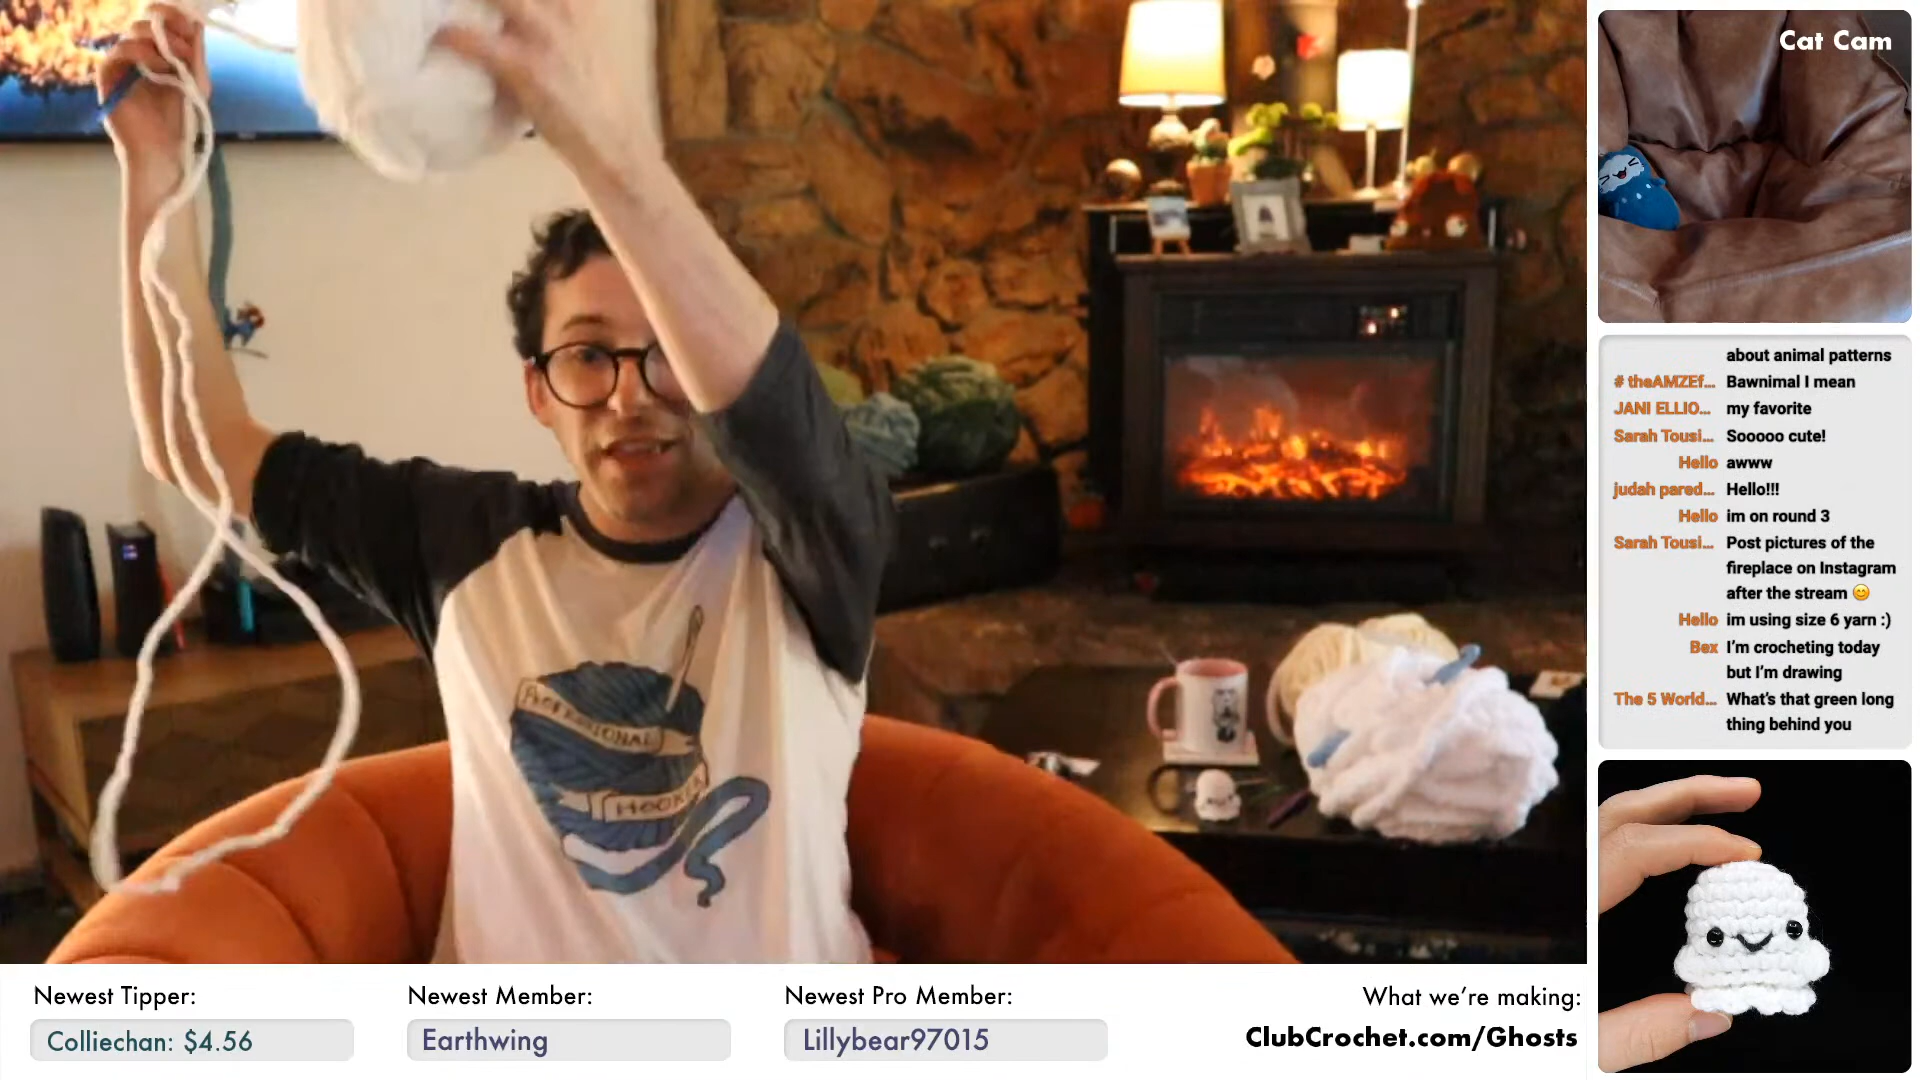 Cat Cam
about animal patterns
# theAMZEf... Bawnimal I mean
JANI ELLIO... my favorite
Sarah Tousi... Sooooo cute!
Hello awww
judah pared... Hello!!!
Hello im on round 3
Sarah Tousi... Post pictures of the
fireplace on Instagram
after the stream 😊
Hello im using size 6 yarn :)
Bex I'm crocheting today
but I'm drawing
The 5 World... What's that green long
thing behind you
PROFESSIONAL
HOOKER
Newest Tipper:
Colliechan: $4.56
Newest Member:
Earthwing
Newest Pro Member:
Lillybear97015
What we're making:
ClubCrochet.com/Ghosts